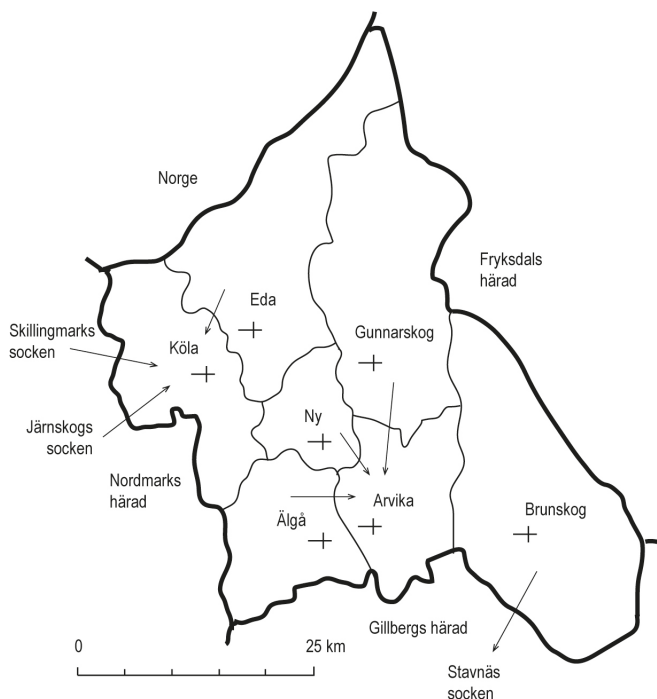 Norge
Fryksdals
härad
Eda
Gunnarskog
Skillingmarks
socken
Köla
Järnskogs
socken
Ny
Nordmarks
härad
Arvika
Älgå
Brunskog
Gillbergs härad
0
25 km
Stavnäs
socken